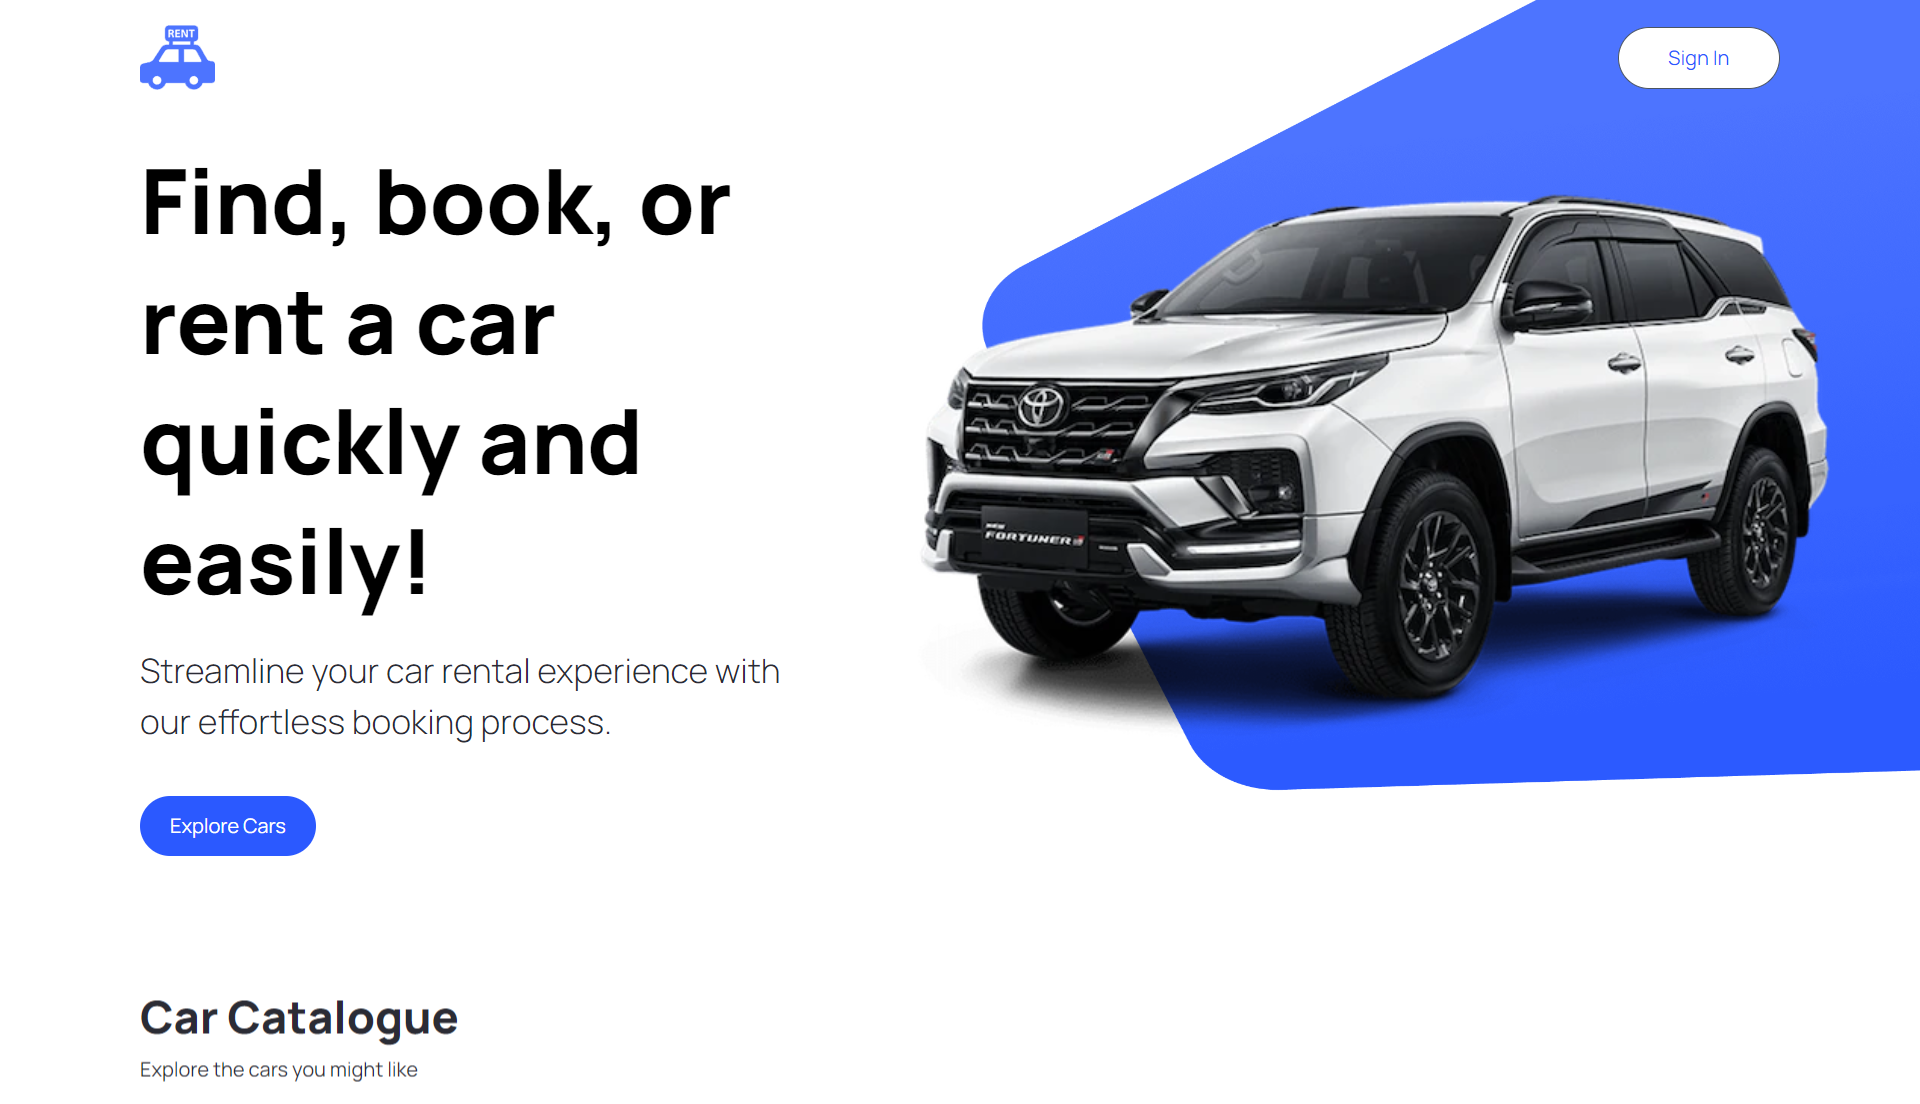 RENT
Sign In
Find, book, or
rent a car
quickly and
easily!
NEW
FORTUNER
Streamline your car rental experience with
our effortless booking process.
Explore Cars
Car Catalogue
Explore the cars you might like